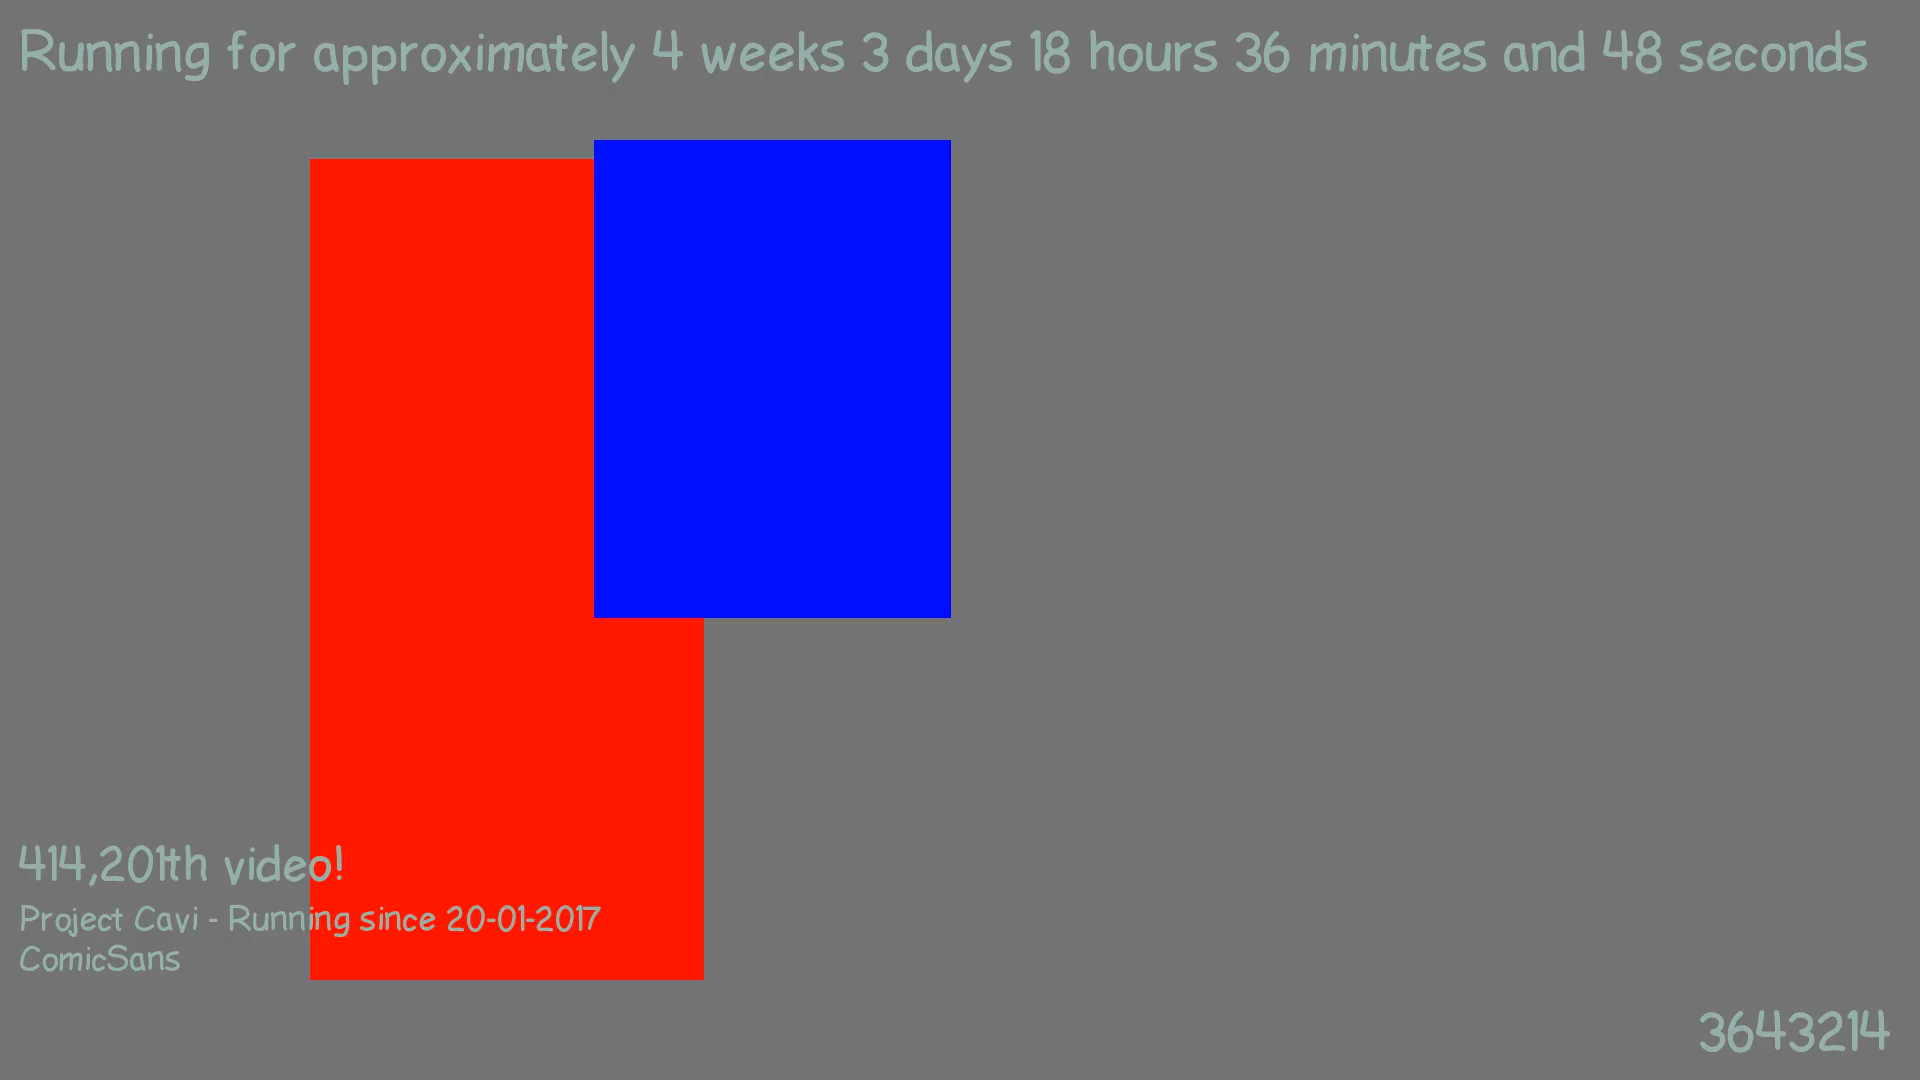 Running for approximately 4 weeks 3 days 18 hours 36 minutes and 48 seconds
414,201th video!
Project Cavi - Running since 20-01-2017
ComicSans
3643214